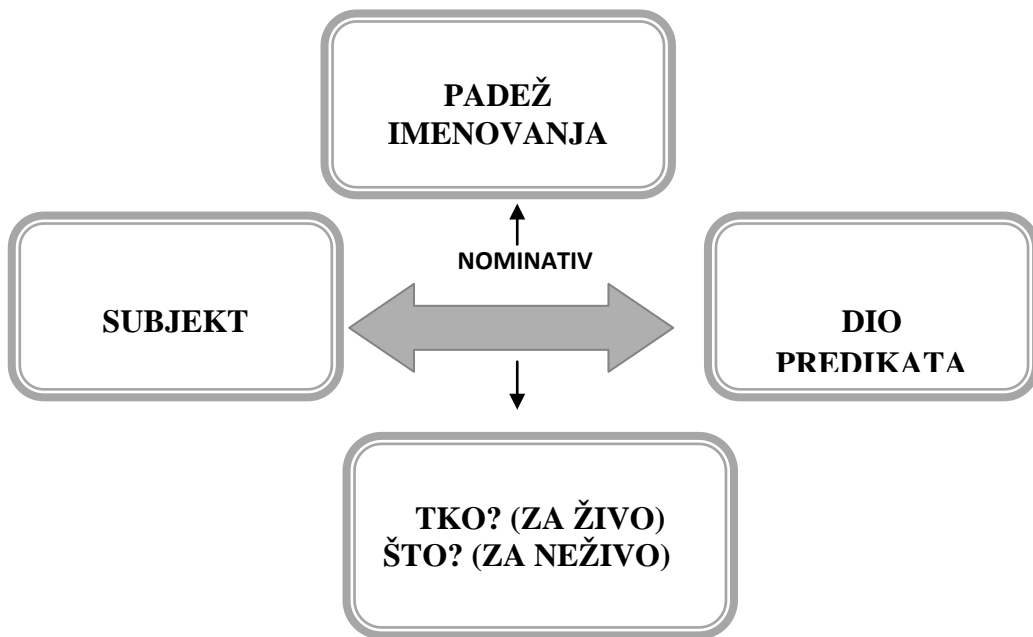 PADEŽ
IMENOVANJA
NOMINATIV
SUBJEKT
DIO
PREDIKATA
TKO? (ZA ŽIVO)
ŠTO? (ZA NEŽIVO)